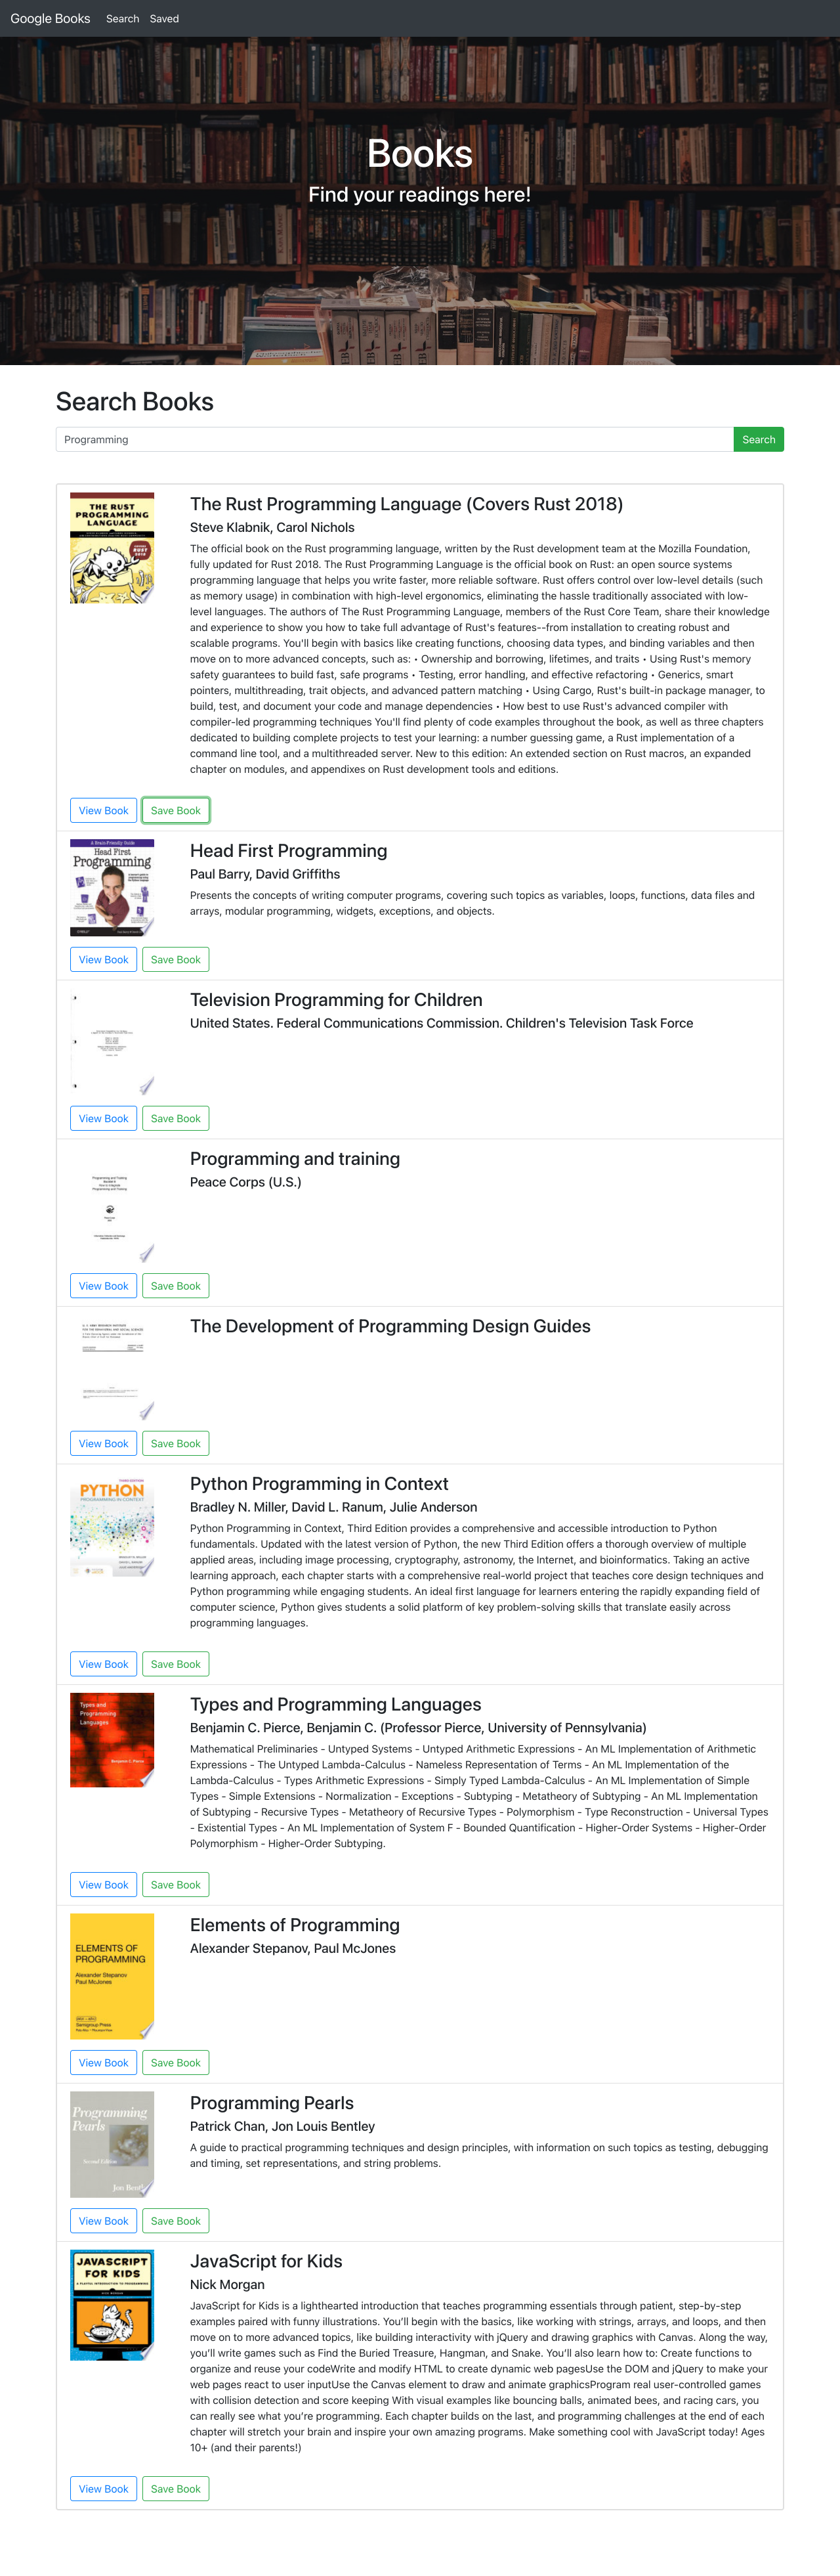 Google Books Search Saved
Books
Find your readings here!
Search Books
Programming Search
THE RUST
PROGRAMMING
LANGUAGE
The Rust Programming Language (Covers Rust 2018)
Steve Klabnik, Carol Nichols
The official book on the Rust programming language, written by the Rust development team at the Mozilla Foundation,
fully updated for Rust 2018. The Rust Programming Language is the official book on Rust: an open source systems
programming language that helps you write faster, more reliable software. Rust offers control over low-level details (such
as memory usage) in combination with high-level ergonomics, eliminating the hassle traditionally associated with low-
level languages. The authors of The Rust Programming Language, members of the Rust Core Team, share their knowledge
and experience to show you how to take full advantage of Rust's features--from installation to creating robust and
scalable programs. You'll begin with basics like creating functions, choosing data types, and binding variables and then
move on to more advanced concepts, such as: • Ownership and borrowing, lifetimes, and traits • Using Rust's memory
safety guarantees to build fast, safe programs • Testing, error handling, and effective refactoring • Generics, smart
pointers, multithreading, trait objects, and advanced pattern matching • Using Cargo, Rust's built-in package manager, to
build, test, and document your code and manage dependencies • How best to use Rust's advanced compiler with
compiler-led programming techniques You'll find plenty of code examples throughout the book, as well as three chapters
dedicated to building complete projects to test your learning: a number guessing game, a Rust implementation of a
command line tool, and a multithreaded server. New to this edition: An extended section on Rust macros, an expanded
chapter on modules, and appendixes on Rust development tools and editions.
View Book Save Book
A Brain-Friendly Guide
Head First
Programming
Head First Programming
Paul Barry, David Griffiths
Presents the concepts of writing computer programs, covering such topics as variables, loops, functions, data files and
arrays, modular programming, widgets, exceptions, and objects.
View Book Save Book
Television Programming for Children
United States. Federal Communications Commission. Children's Television Task Force
View Book Save Book
Programming and training
Peace Corps (U.S.)
View Book Save Book
The Development of Programming Design Guides
View Book Save Book
PYTHON
PROGRAMMING IN CONTEXT
Python Programming in Context
Bradley N. Miller, David L. Ranum, Julie Anderson
Python Programming in Context, Third Edition provides a comprehensive and accessible introduction to Python
fundamentals. Updated with the latest version of Python, the new Third Edition offers a thorough overview of multiple
applied areas, including image processing, cryptography, astronomy, the Internet, and bioinformatics. Taking an active
learning approach, each chapter starts with a comprehensive real-world project that teaches core design techniques and
Python programming while engaging students. An ideal first language for learners entering the rapidly expanding field of
computer science, Python gives students a solid platform of key problem-solving skills that translate easily across
programming languages.
View Book Save Book
Types and
Programming
Languages
Benjamin C. Pierce
Types and Programming Languages
Benjamin C. Pierce, Benjamin C. (Professor Pierce, University of Pennsylvania)
Mathematical Preliminaries - Untyped Systems - Untyped Arithmetic Expressions - An ML Implementation of Arithmetic
Expressions - The Untyped Lambda-Calculus - Nameless Representation of Terms - An ML Implementation of the
Lambda-Calculus - Types Arithmetic Expressions - Simply Typed Lambda-Calculus - An ML Implementation of Simple
Types - Simple Extensions - Normalization - Exceptions - Subtyping - Metatheory of Subtyping - An ML Implementation
of Subtyping - Recursive Types - Metatheory of Recursive Types - Polymorphism - Type Reconstruction - Universal Types
- Existential Types - An ML Implementation of System F - Bounded Quantification - Higher-Order Systems - Higher-Order
Polymorphism - Higher-Order Subtyping.
View Book Save Book
ELEMENTS OF
PROGRAMMING
Alexander Stepanov
Paul McJones
Semigroup Press
Elements of Programming
Alexander Stepanov, Paul McJones
View Book Save Book
Programming
Pearls
Second Edition
Jon Bentl
Programming Pearls
Patrick Chan, Jon Louis Bentley
A guide to practical programming techniques and design principles, with information on such topics as testing, debugging
and timing, set representations, and string problems.
View Book Save Book
JAVASCRIPT
FOR KIDS
JavaScript for Kids
Nick Morgan
JavaScript for Kids is a lighthearted introduction that teaches programming essentials through patient, step-by-step
examples paired with funny illustrations. You'll begin with the basics, like working with strings, arrays, and loops, and then
move on to more advanced topics, like building interactivity with jQuery and drawing graphics with Canvas. Along the way,
you'll write games such as Find the Buried Treasure, Hangman, and Snake. You'll also learn how to: Create functions to
organize and reuse your codeWrite and modify HTML to create dynamic web pagesUse the DOM and jQuery to make your
web pages react to user inputUse the Canvas element to draw and animate graphicsProgram real user-controlled games
with collision detection and score keeping With visual examples like bouncing balls, animated bees, and racing cars, you
can really see what you're programming. Each chapter builds on the last, and programming challenges at the end of each
chapter will stretch your brain and inspire your own amazing programs. Make something cool with JavaScript today! Ages
10+ (and their parents!)
View Book Save Book